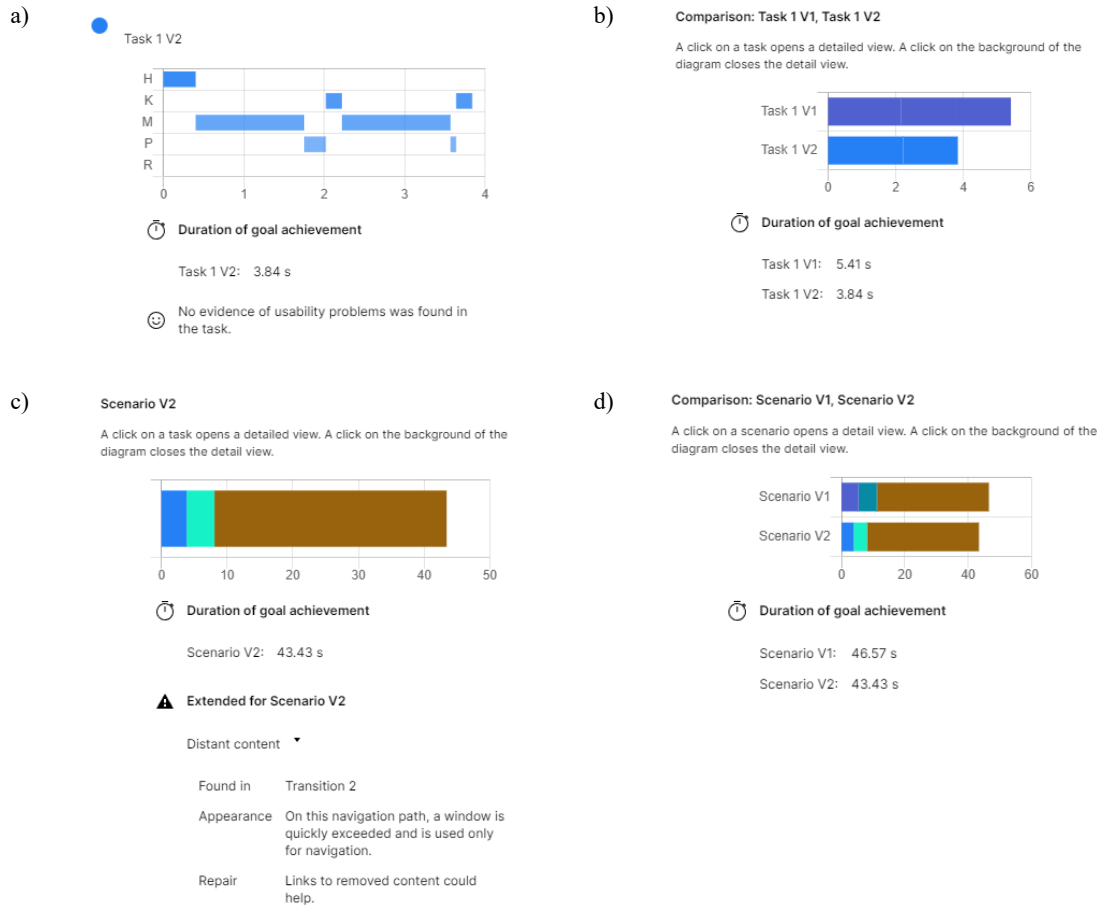 a)
Task 1 V2
H
K
M
P
R
0 1 2 3 4
Duration of goal achievement
Task 1 V2: 3.84 s
No evidence of usability problems was found in
the task.
b)
Comparison: Task 1 V1, Task 1 V2
A click on a task opens a detailed view. A click on the background of the
diagram closes the detail view.
Task 1 V1
Task 1 V2
0 2 4 6
Duration of goal achievement
Task 1 V1: 5.41 s
Task 1 V2: 3.84 s
c)
Scenario V2
A click on a task opens a detailed view. A click on the background of the
diagram closes the detail view.
0 10 20 30 40 50
Duration of goal achievement
Scenario V2: 43.43 s
Extended for Scenario V2
Distant content
Found in Transition 2
Appearance On this navigation path, a window is
quickly exceeded and is used only
for navigation.
Repair Links to removed content could
help.
d)
Comparison: Scenario V1, Scenario V2
A click on a scenario opens a detail view. A click on the background of the
diagram closes the detail view.
Scenario V1
Scenario V2
0 20 40 60
Duration of goal achievement
Scenario V1: 46.57 s
Scenario V2: 43.43 s